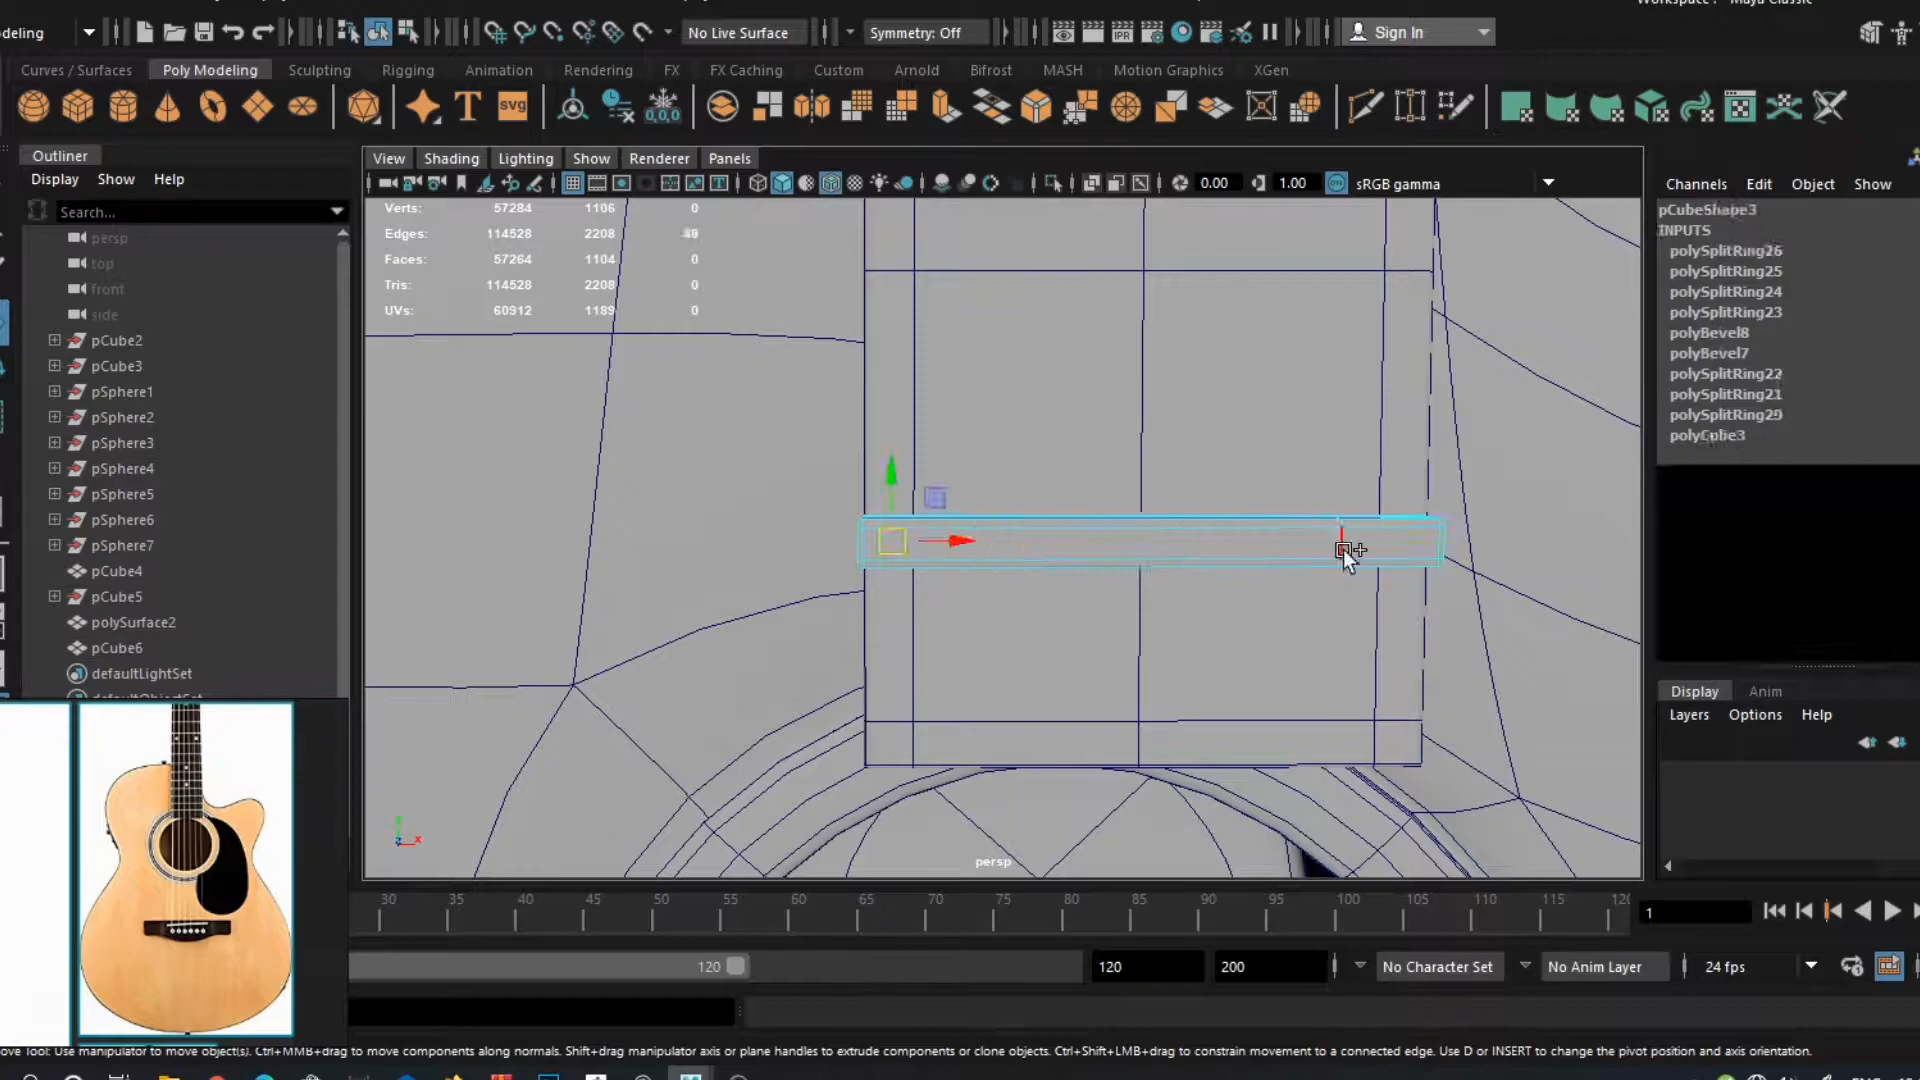 deling
No Live Surface
Symmetry: Off
Sign In
Curves / Surfaces
Poly Modeling
Sculpting
Rigging
Animation
Rendering
FX
FX Caching
Custom
Arnold
Bifrost
MASH
Motion Graphics
XGen
T
svg
0,0,0
IPR
Outliner
Display
Show
Help
Search...
persp
top
front
side
pCube2
pCube3
pSphere1
pSphere2
pSphere3
pSphere4
pSphere5
pSphere6
pSphere7
pCube4
pCube5
polySurface2
pCube6
defaultLightSet
View
Shading
Lighting
Show
Renderer
Panels
0.00
1.00
sRGB gamma
Verts: 57284 1106 0
Edges: 114528 2208
Faces: 57264 1104 0
Tris: 114528 2208 0
UVs: 60912 1189 0
persp
Channels
Edit
Object
Show
pCubeShape3
INPUTS
polySplitRing26
polySplitRing25
polySplitRing24
polySplitRing23
polyBevel8
polyBevel7
polySplitRing22
polySplitRing21
Display
Anim
Layers
Options
Help
30 35 40 45 50 55 60 65 70 75 80 85 90 95 100 105 110 115 120
1
120
120
200
No Character Set
No Anim Layer
24 fps
ove Tool: Use manipulator to move object(s). Ctrl+MMB+drag to move components along normals. Shift+drag manipulator axis or plane handles to extrude components or clone objects. Ctrl+Shift+LMB+drag to constrain movement to a connected edge. Use D or INSERT to change the pivot position and axis orientation.